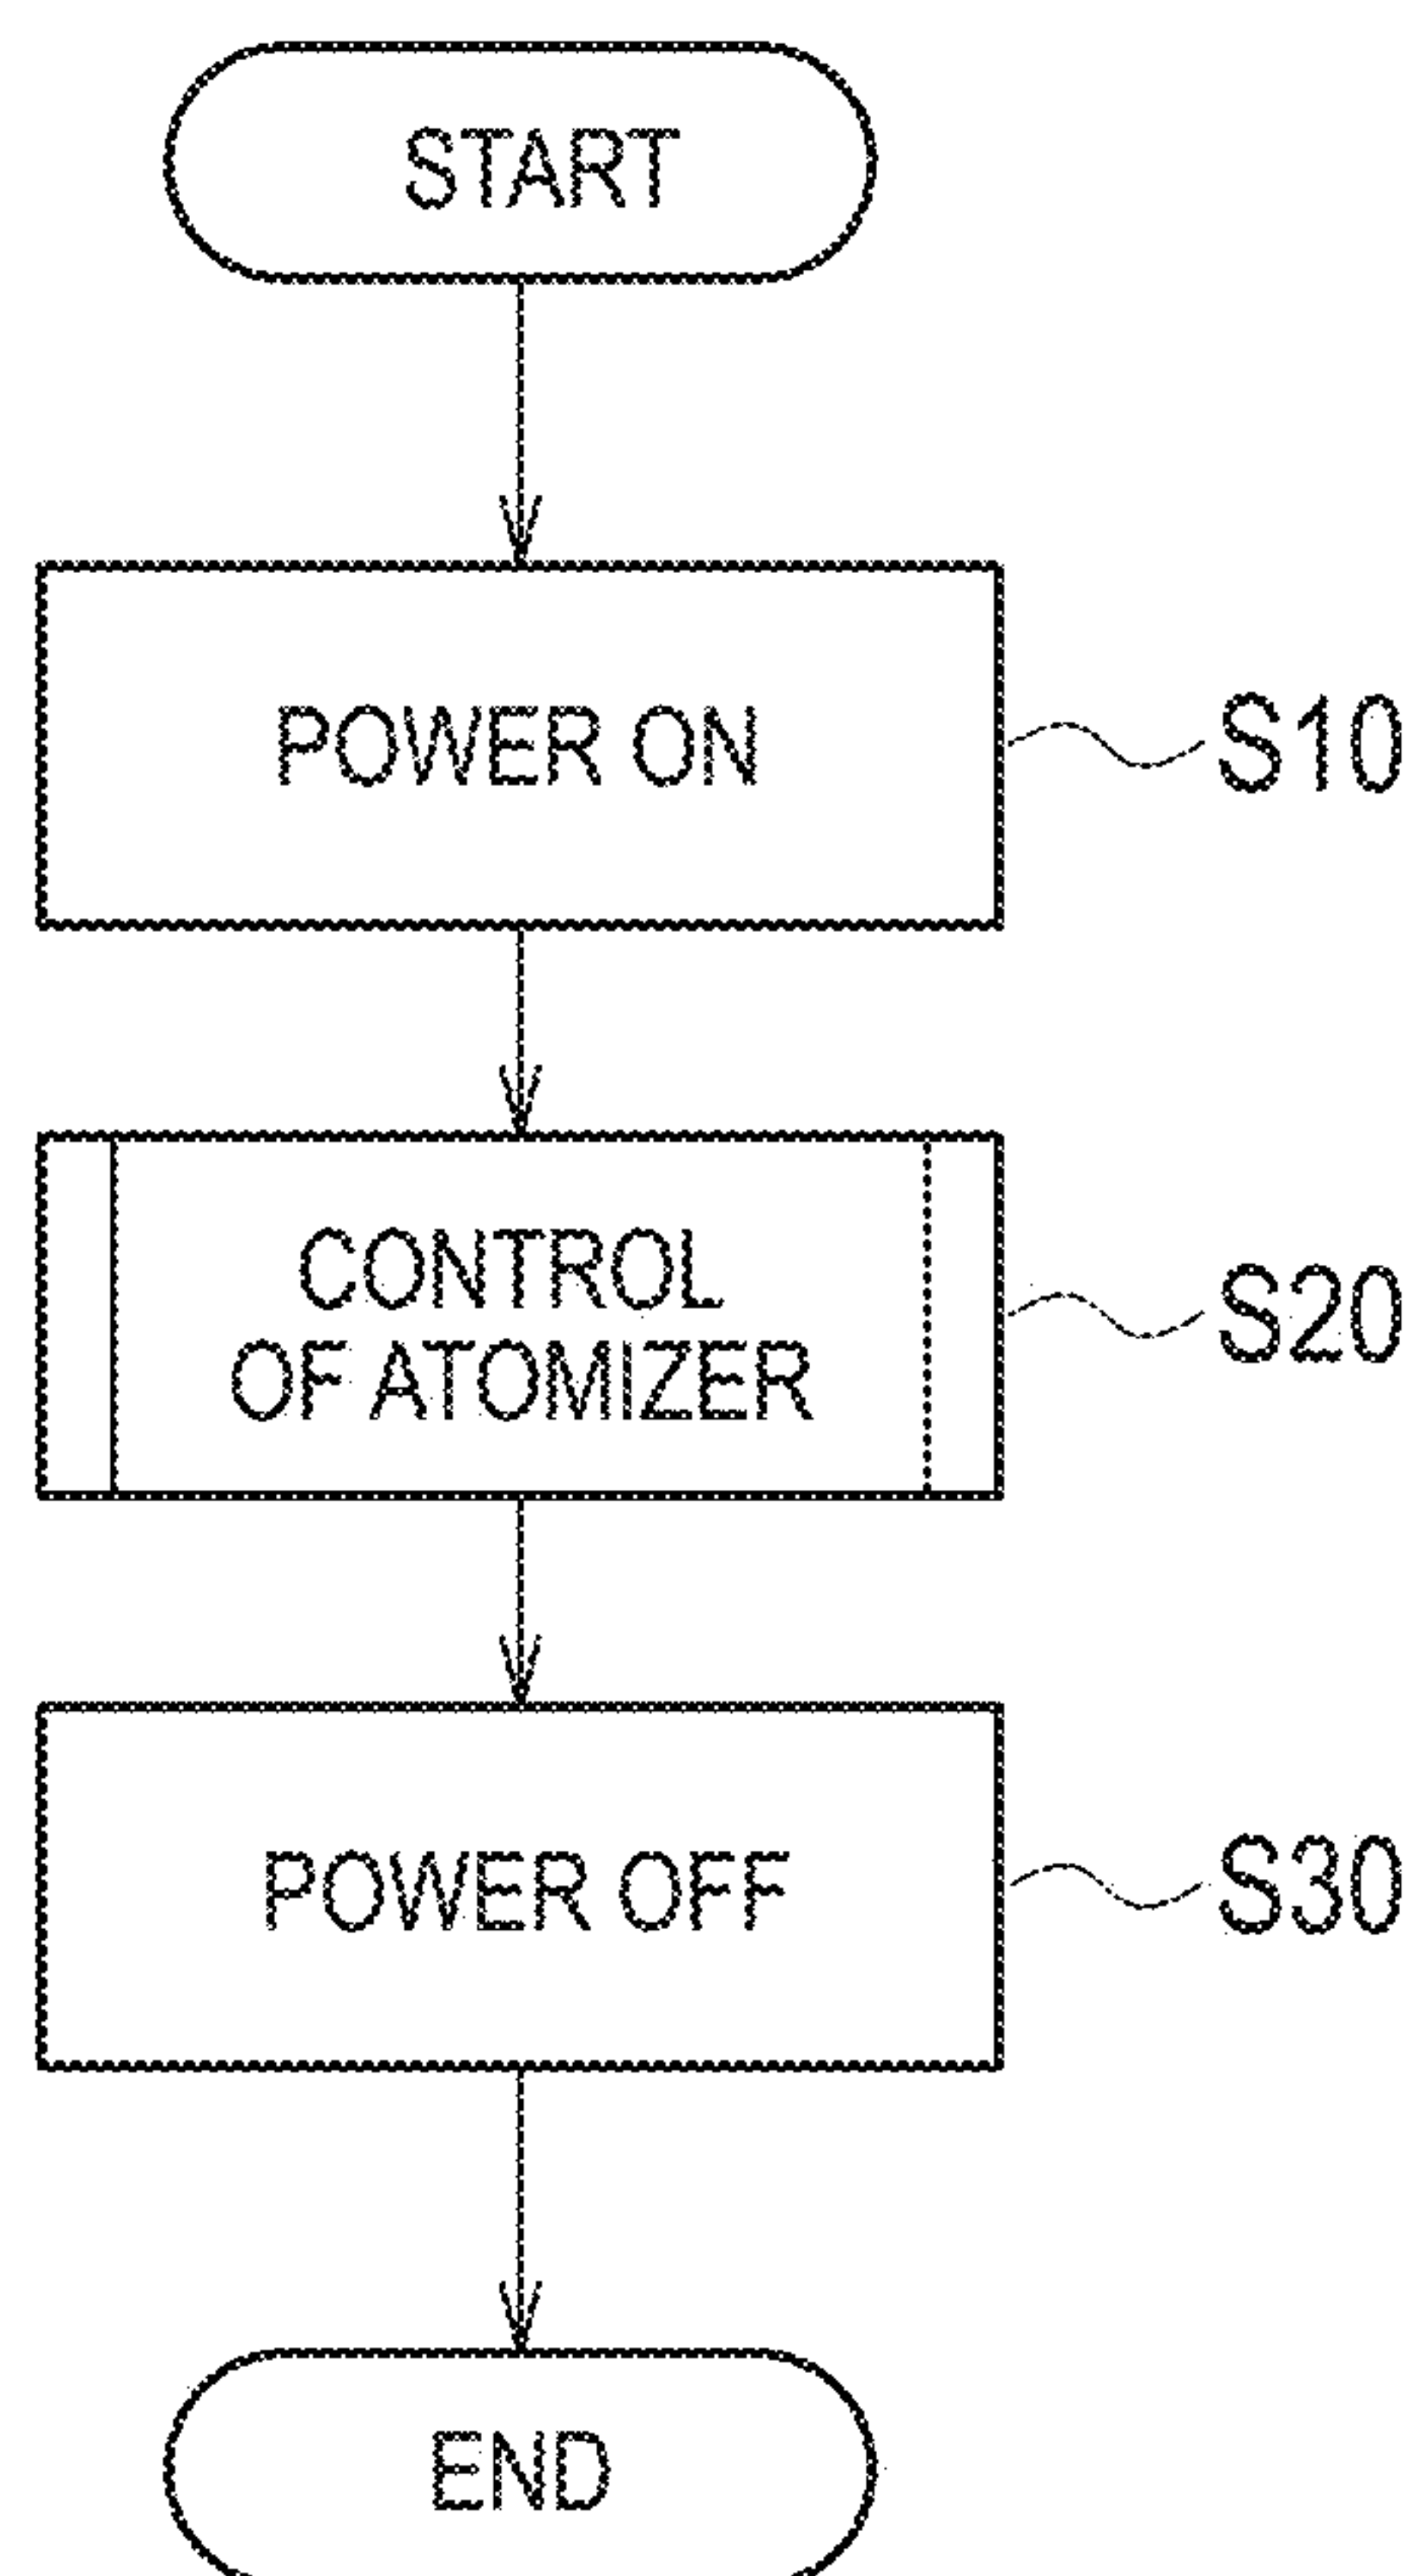 START
POWER ON
S10
CONTROL
OF ATOMIZER
S20
POWER OFF
S30
END